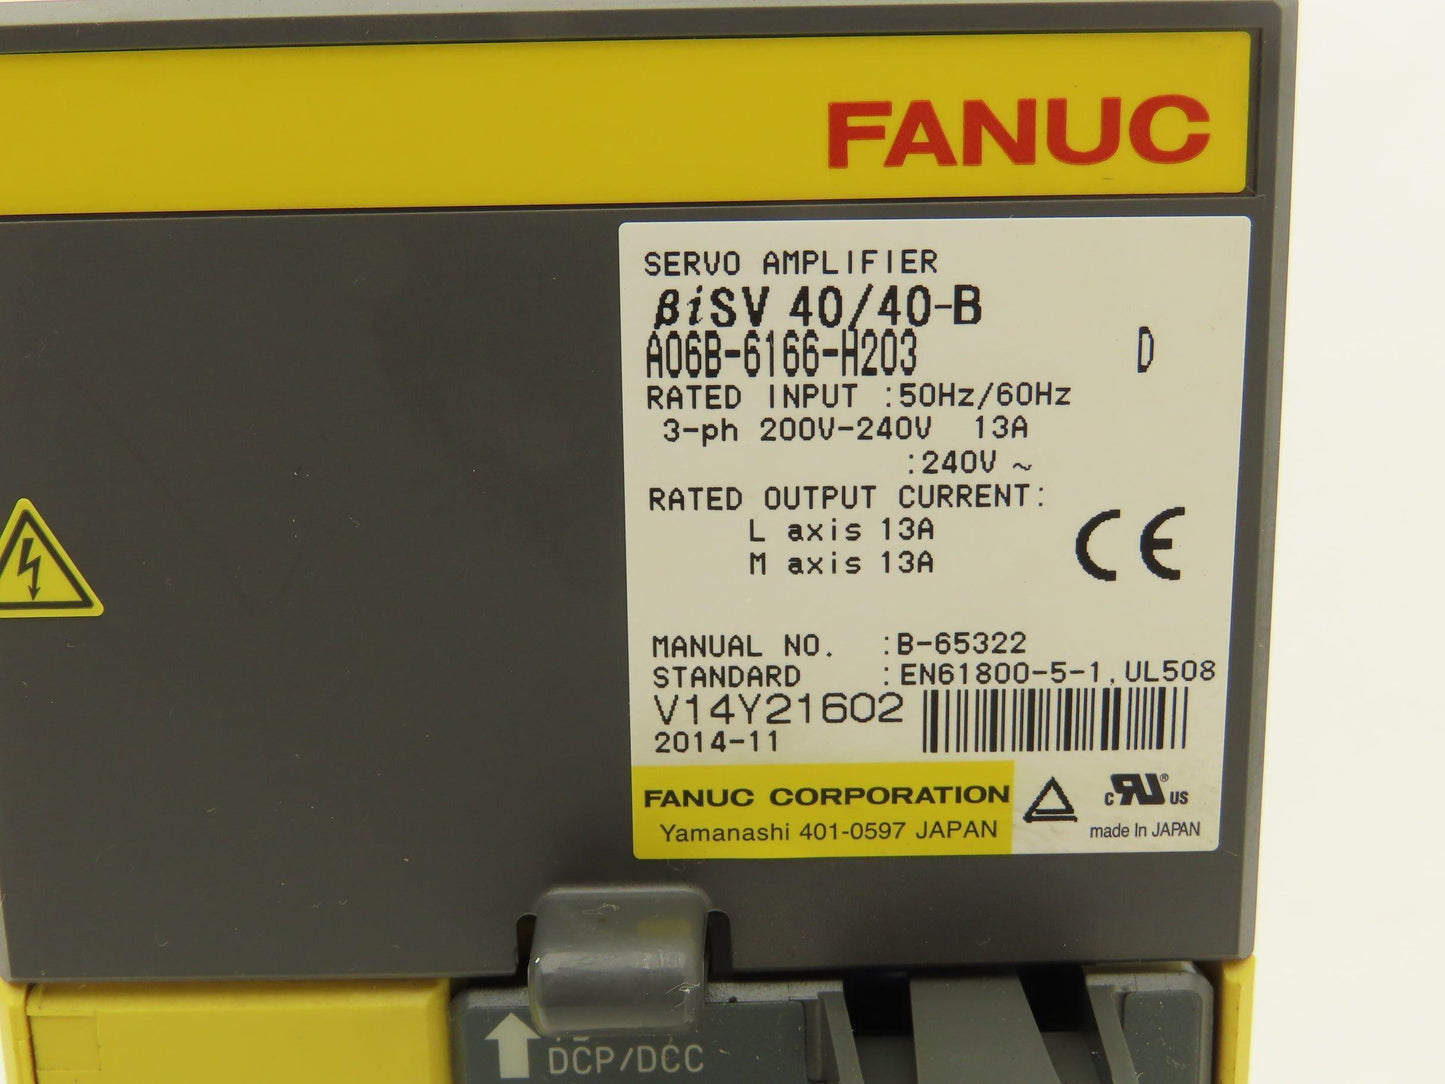 FANUC
SERVO AMPLIFIER
βiSV 40/40-B
A06B-6166-H203 D
RATED INPUT :50Hz/60Hz
3-ph 200V-240V 13A
:240V ~
RATED OUTPUT CURRENT:
L axis 13A
M axis 13A
CE
MANUAL NO. :B-65322
STANDARD :EN61800-5-1,UL508
V14Y21602
2014-11
FANUC CORPORATION
Yamanashi 401-0597 JAPAN
c RU ® US
made In JAPAN
DCP/DCC